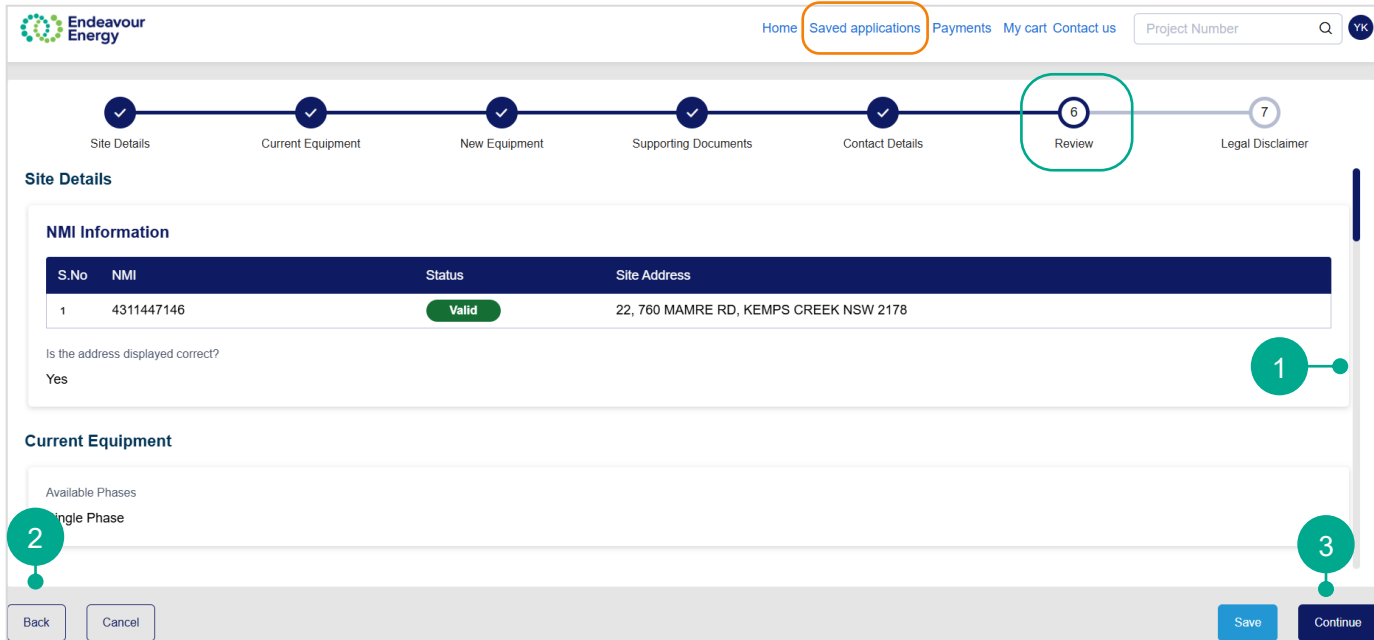 Endeavour
Energy
Home Saved applications Payments My cart Contact us Project Number YK
6 7
Site Details Current Equipment New Equipment Supporting Documents Contact Details Review Legal Disclaimer
Site Details
NMI Information
S.No NMI Status Site Address
1 4311447146 Valid 22, 760 MAMRE RD, KEMPS CREEK NSW 2178
Is the address displayed correct?
1
Yes
Current Equipment
Available Phases
ingle Phase
2
3
Back Cancel Save Continue